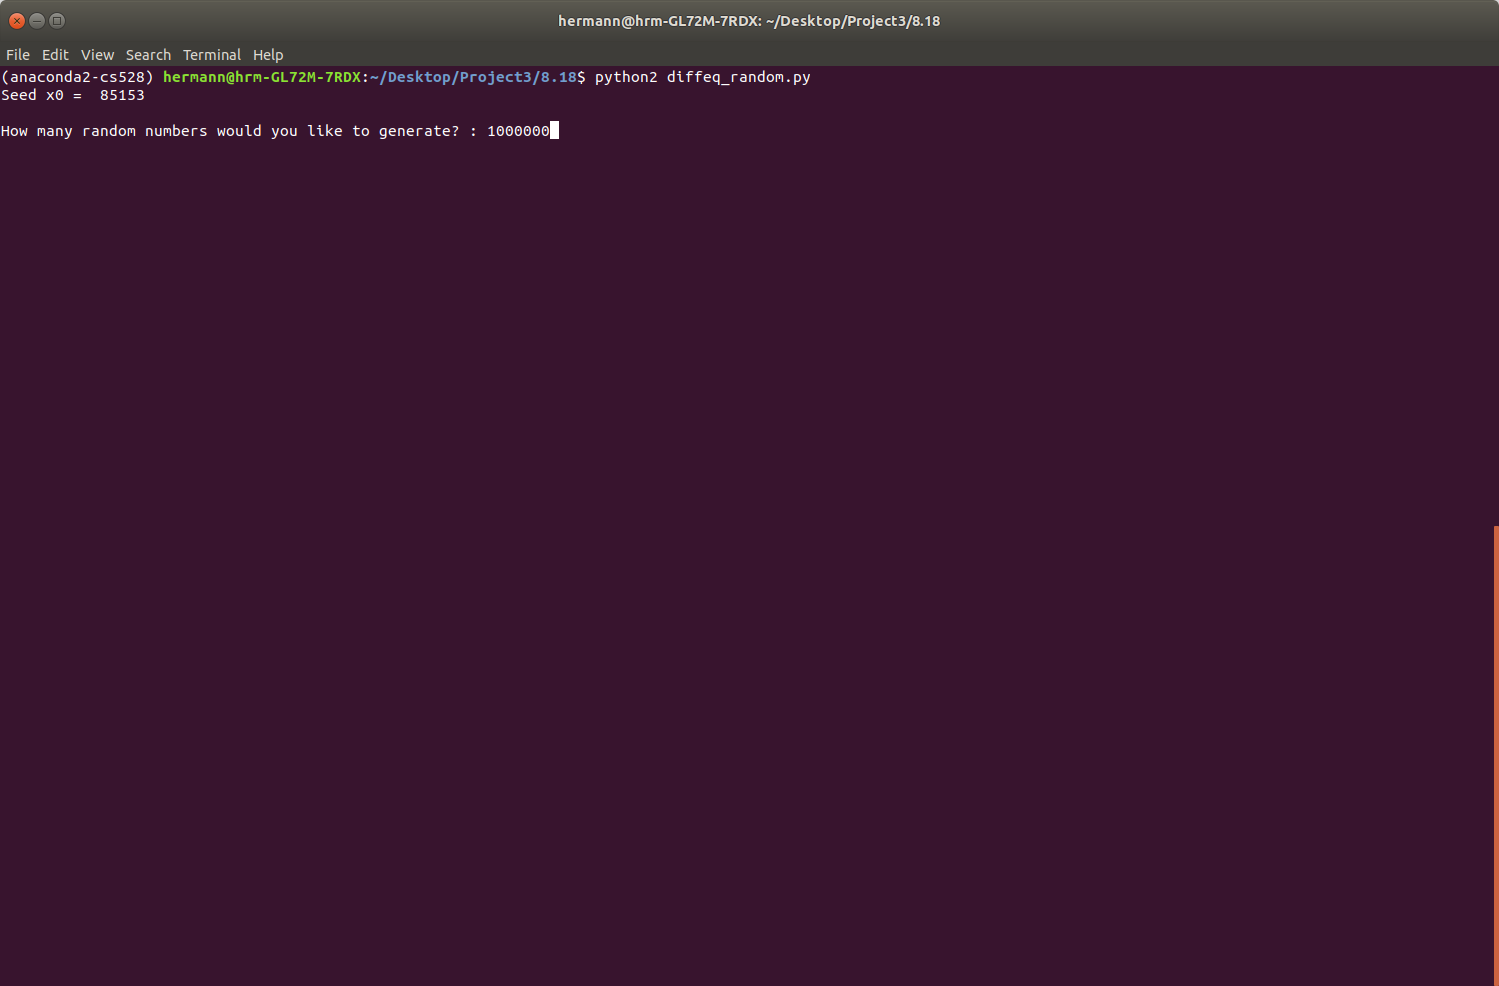 hermann@hrm-GL72M-7RDX: ~/Desktop/Project3/8.18
File Edit View Search Terminal Help
(anaconda2-cs528) hermann@hrm-GL72M-7RDX:~/Desktop/Project3/8.18$ python2 diffeq_random.py
Seed x0 =  85153
How many random numbers would you like to generate? : 1000000